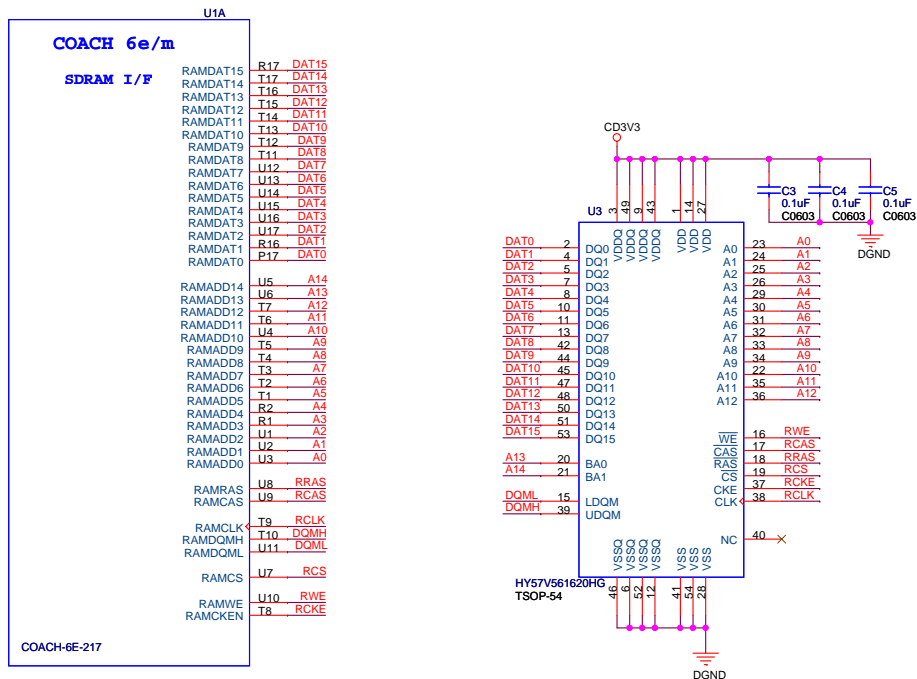 U1A
COACH 6e/m
SDRAM I/F
RAMDAT15 R17 DAT15
RAMDAT14 T17 DAT14
RAMDAT13 T16 DAT13
RAMDAT12 T15 DAT12
RAMDAT11 T14 DAT11
RAMDAT10 T13 DAT10
RAMDAT9 T12 DAT9
RAMDAT8 T11 DAT8
RAMDAT7 U12 DAT7
RAMDAT6 U13 DAT6
RAMDAT5 U14 DAT5
RAMDAT4 U15 DAT4
RAMDAT3 U16 DAT3
RAMDAT2 U17 DAT2
RAMDAT1 R16 DAT1
RAMDAT0 P17 DAT0
RAMADD14 U5 A14
RAMADD13 U6 A13
RAMADD12 T7 A12
RAMADD11 T6 A11
RAMADD10 U4 A10
RAMADD9 T5 A9
RAMADD8 T4 A8
RAMADD7 T3 A7
RAMADD6 T2 A6
RAMADD5 T1 A5
RAMADD4 R2 A4
RAMADD3 R1 A3
RAMADD2 U1 A2
RAMADD1 U2 A1
RAMADD0 U3 A0
RAMRAS U8 RRAS
RAMCAS U9 RCAS
RAMCLK T9 RCLK
RAMDQMH T10 DQMH
RAMDQML U11 DQML
RAMCS U7 RCS
RAMWE U10 RWE
RAMCKEN T8 RCKE
COACH-6E-217
CD3V3
C3
0.1uF
C0603
C4
0.1uF
C0603
C5
0.1uF
C0603
DGND
U3
3 49 9 43 1 14 27
VDDQ VDDQ VDDQ VDDQ VDD VDD VDD
DAT0 2 DQ0
DAT1 4 DQ1
DAT2 5 DQ2
DAT3 7 DQ3
DAT4 8 DQ4
DAT5 10 DQ5
DAT6 11 DQ6
DAT7 13 DQ7
DAT8 42 DQ8
DAT9 44 DQ9
DAT10 45 DQ10
DAT11 47 DQ11
DAT12 48 DQ12
DAT13 50 DQ13
DAT14 51 DQ14
DAT15 53 DQ15
A13 20 BA0
A14 21 BA1
DQML 15 LDQM
DQMH 39 UDQM
A0 23 A0
A1 24 A1
A2 25 A2
A3 26 A3
A4 29 A4
A5 30 A5
A6 31 A6
A7 32 A7
A8 33 A8
A9 34 A9
A10 22 A10
A11 35 A11
A12 36 A12
WE 16 RWE
CAS 17 RCAS
RAS 18 RRAS
CS 19 RCS
CKE 37 RCKE
CLK 38 RCLK
NC 40
VSSQ VSSQ VSSQ VSSQ VSS VSS VSS
46 6 52 12 41 54 28
HY57V561620HG
TSOP-54
DGND